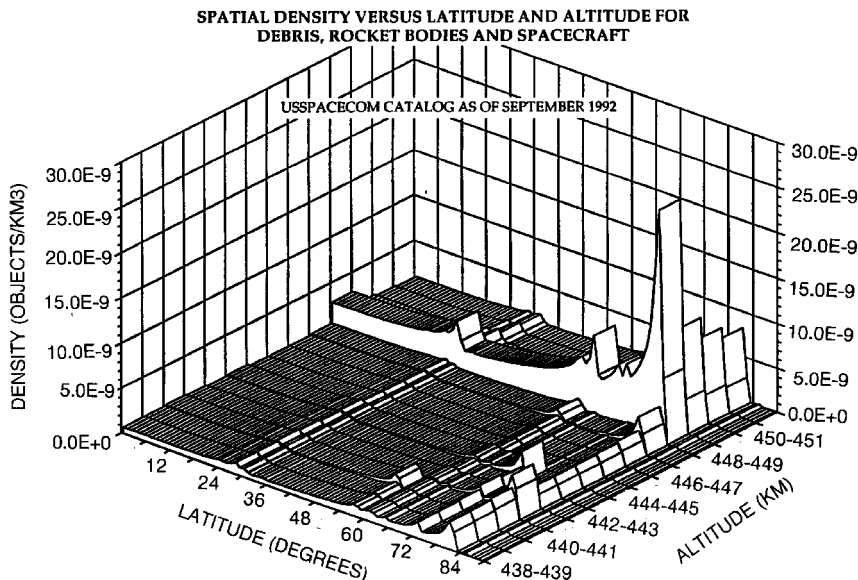 SPATIAL DENSITY VERSUS LATITUDE AND ALTITUDE FOR
DEBRIS, ROCKET BODIES AND SPACECRAFT
USSPACECOM CATALOG AS OF SEPTEMBER 1992
DENSITY (OBJECTS/KM3)
30.0E-9
25.0E-9
20.0E-9
15.0E-9
10.0E-9
5.0E-9
0.0E+0
30.0E-9
25.0E-9
20.0E-9
15.0E-9
10.0E-9
5.0E-9
0.0E+0
12
24
36
48
60
72
84
LATITUDE (DEGREES)
450-451
448-449
446-447
444-445
442-443
440-441
438-439
ALTITUDE (KM)